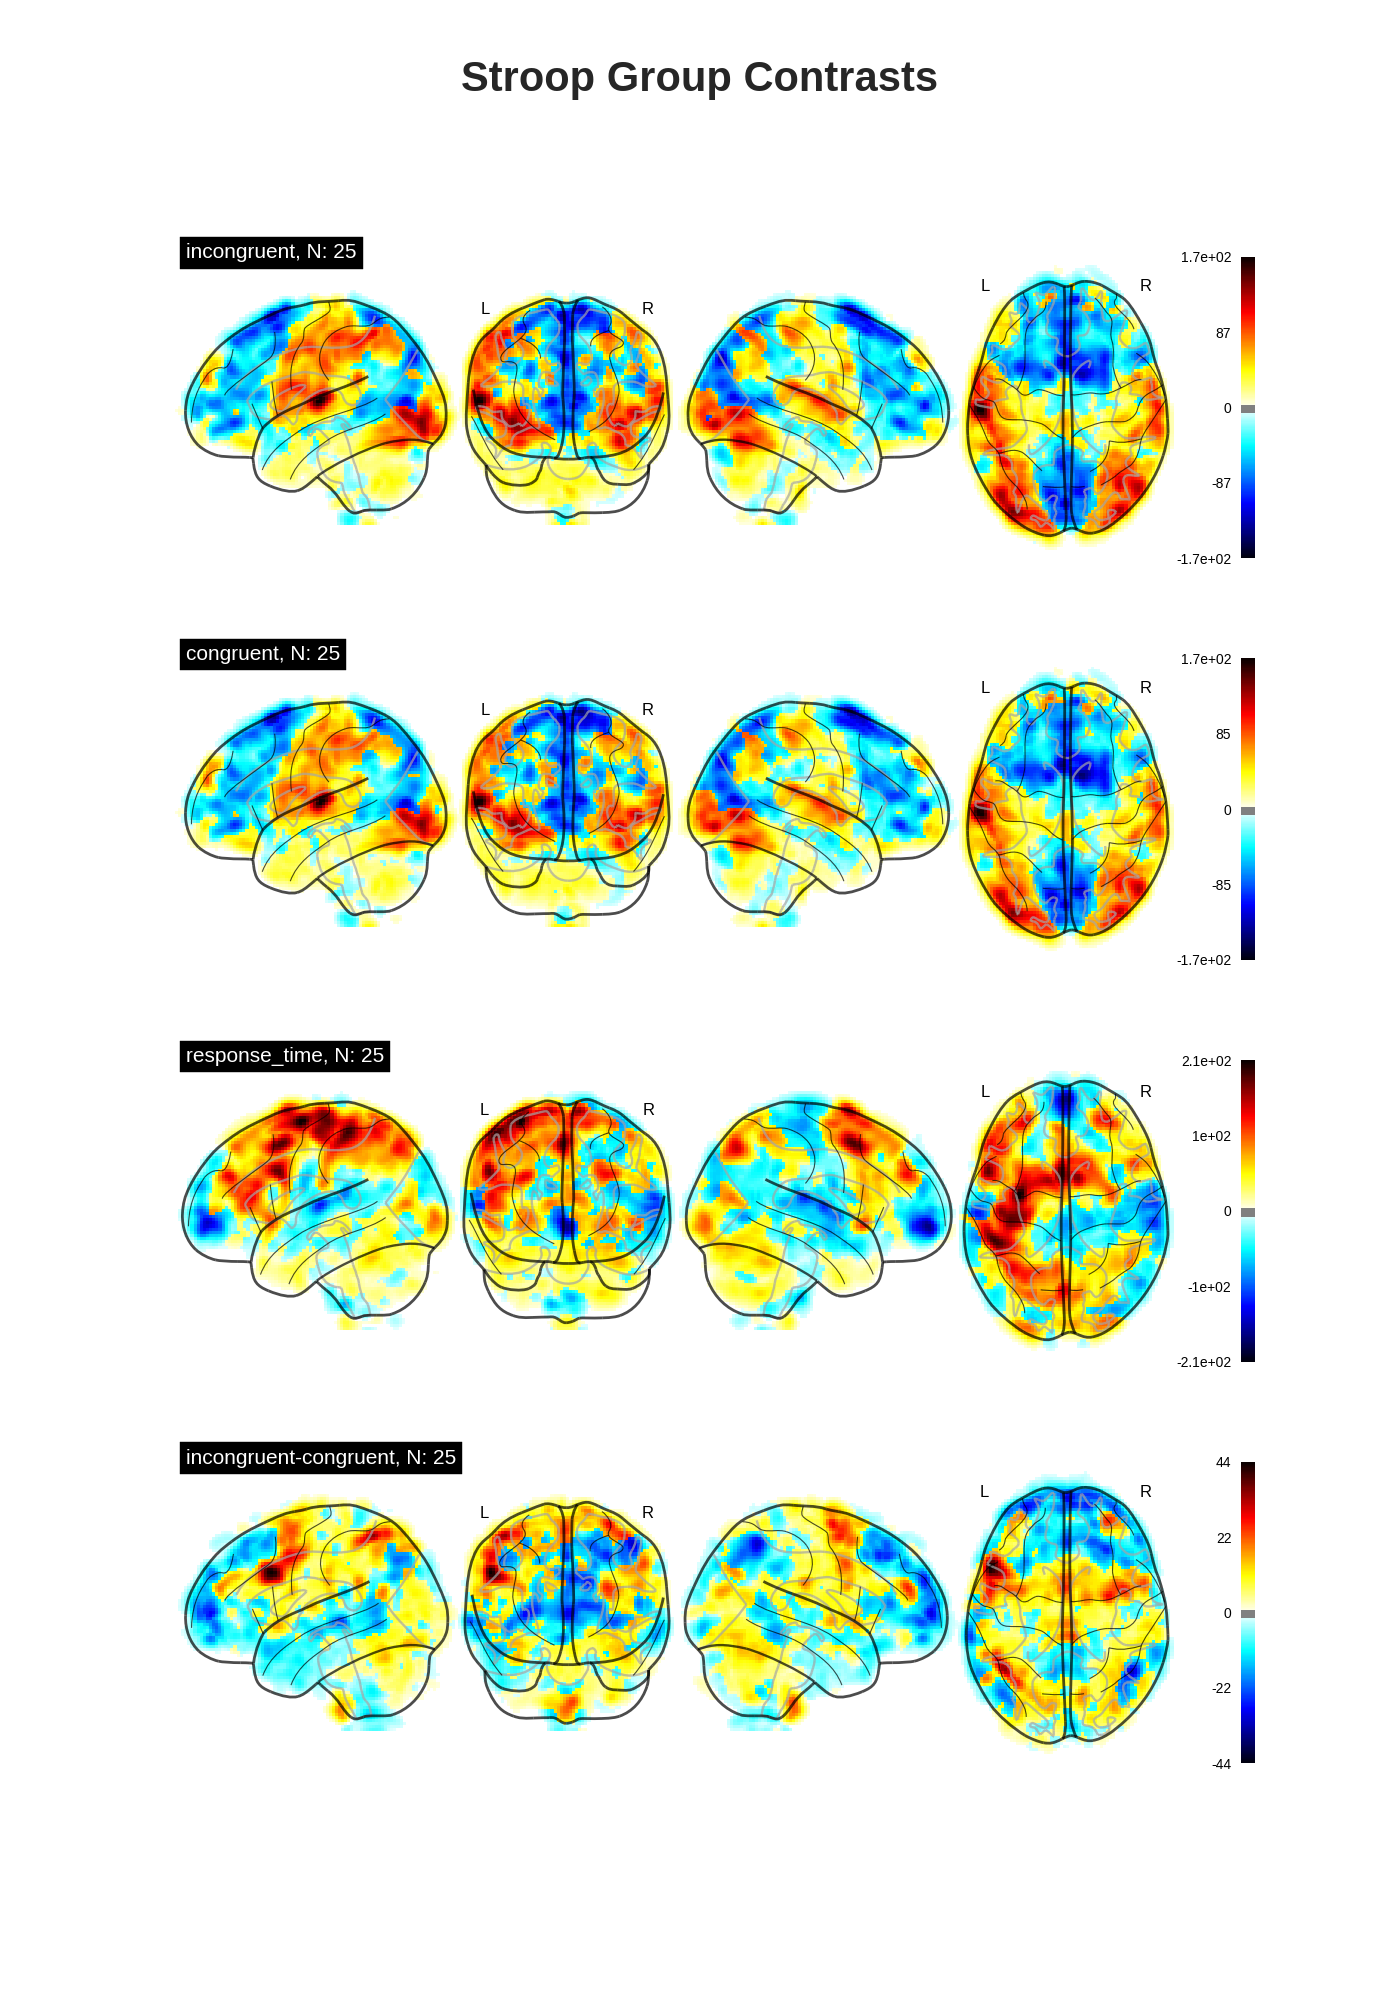 Stroop Group Contrasts
incongruent, N: 25
L R L R
1.7e+02
87
0
-87
-1.7e+02
congruent, N: 25
L R L R
1.7e+02
85
0
-85
-1.7e+02
response_time, N: 25
L R L R
2.1e+02
1e+02
0
-1e+02
-2.1e+02
incongruent-congruent, N: 25
L R L R
44
22
0
-22
-44